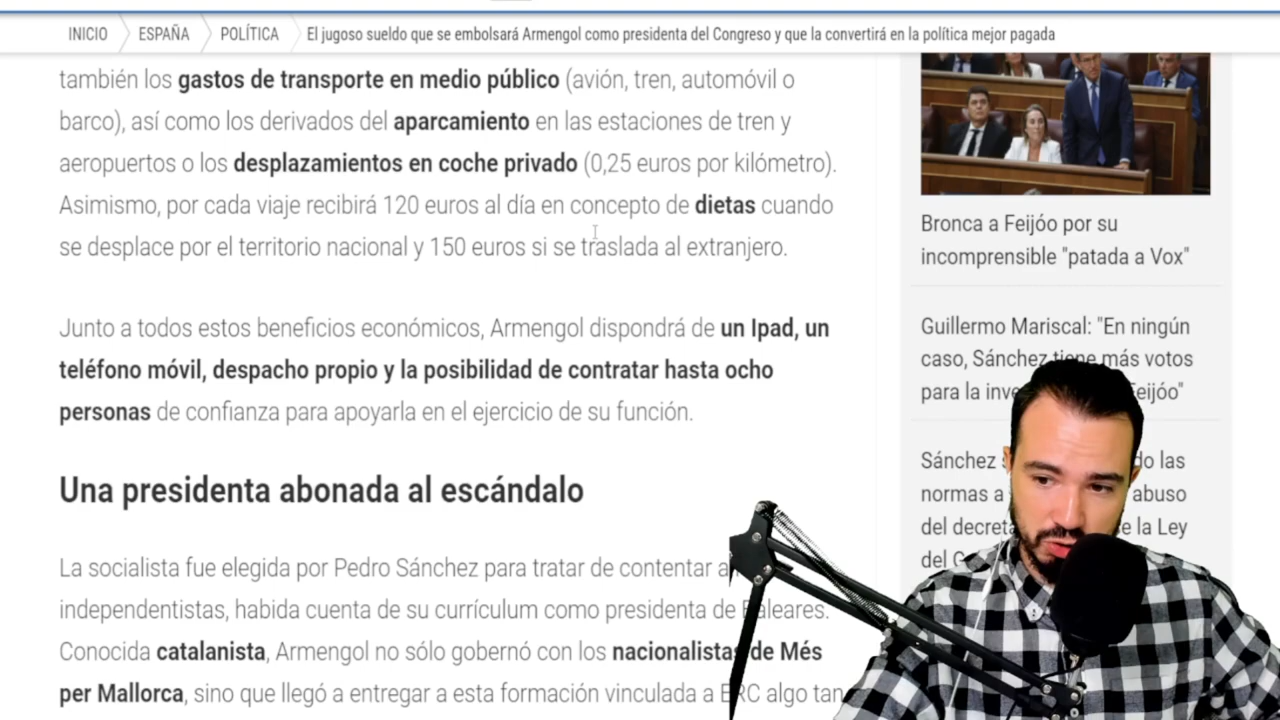 INICIO ESPAÑA POLÍTICA El jugoso sueldo que se embolsará Armengol como presidenta del Congreso y que la convertirá en la política mejor pagada
también los gastos de transporte en medio público (avión, tren, automóvil o
barco), así como los derivados del aparcamiento en las estaciones de tren y
aeropuertos o los desplazamientos en coche privado (0,25 euros por kilómetro).
Asimismo, por cada viaje recibirá 120 euros al día en concepto de dietas cuando
se desplace por el territorio nacional y 150 euros si se traslada al extranjero.
Junto a todos estos beneficios económicos, Armengol dispondrá de un Ipad, un
teléfono móvil, despacho propio y la posibilidad de contratar hasta ocho
personas de confianza para apoyarla en el ejercicio de su función.
Una presidenta abonada al escándalo
La socialista fue elegida por Pedro Sánchez para tratar de contentar a
independentistas, habida cuenta de su currículum como presidenta de Baleares.
Conocida catalanista, Armengol no sólo gobernó con los nacionalistas de Més
per Mallorca, sino que llegó a entregar a esta formación vinculada a ERC algo tan
Bronca a Feijóo por su
incomprensible "patada a Vox"
Guillermo Mariscal: "En ningún
caso, Sánchez tiene más votos
para la Feijóo"
Sánchez las
normas a abuso
del la Ley
del